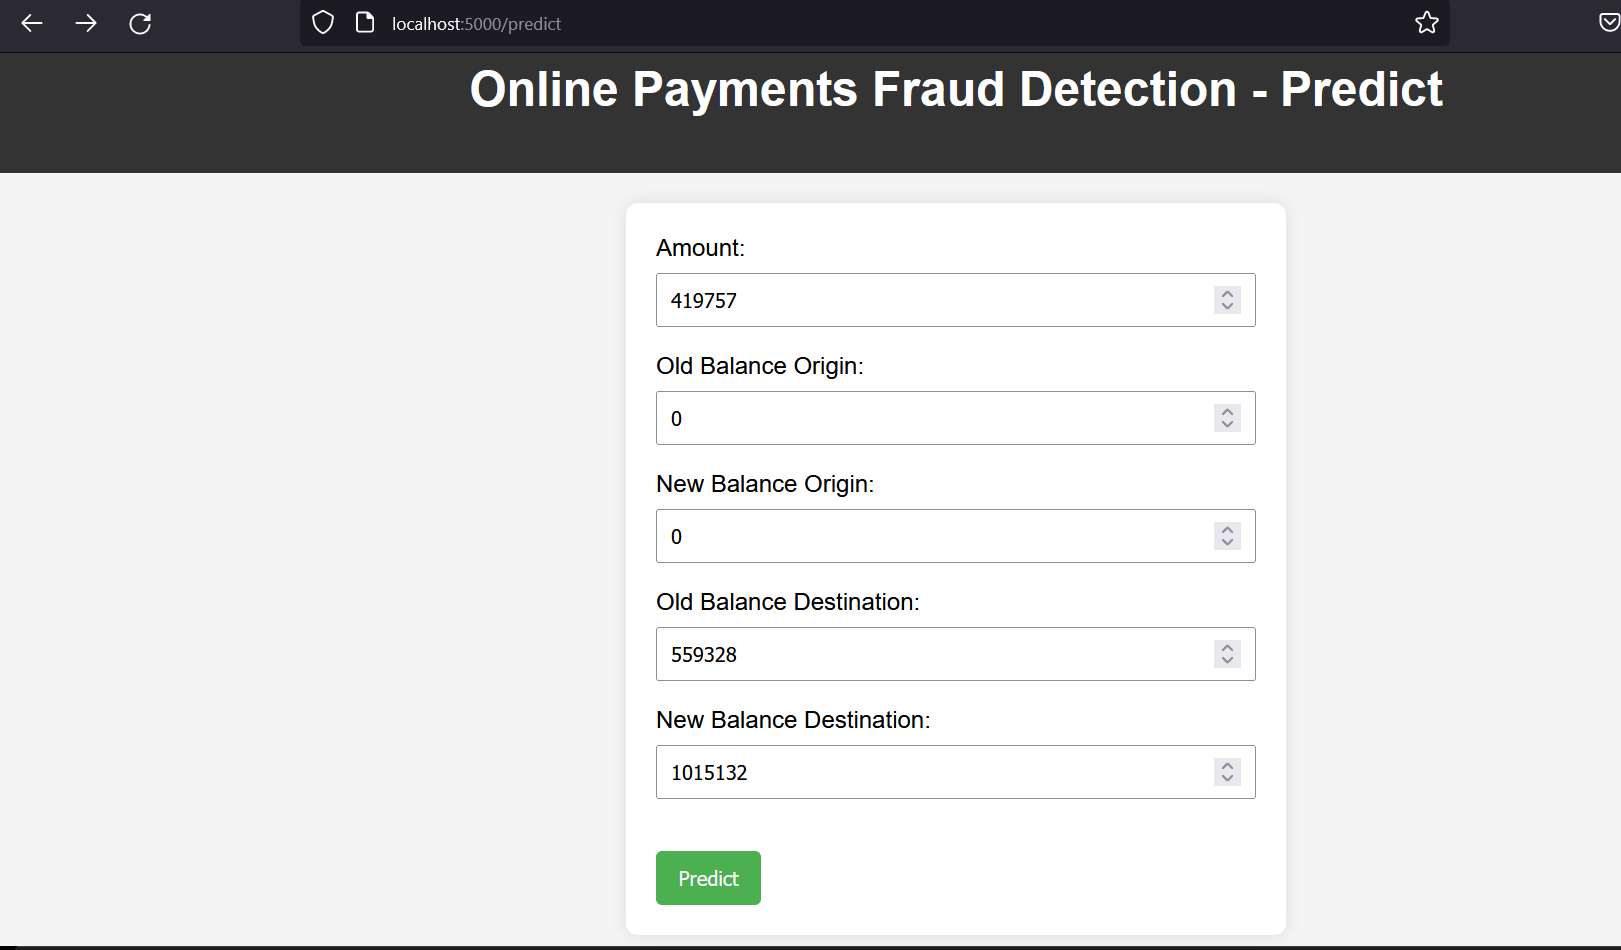 localhost:5000/predict
Online Payments Fraud Detection - Predict
Amount:
419757
Old Balance Origin:
0
New Balance Origin:
0
Old Balance Destination:
559328
New Balance Destination:
1015132
Predict